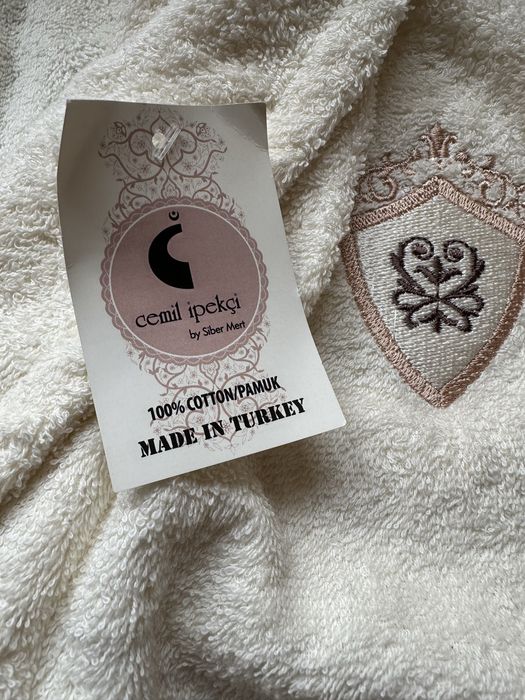 cemil ipekçi
by Siber Mert
100% COTTON/PAMUK
MADE IN TURKEY